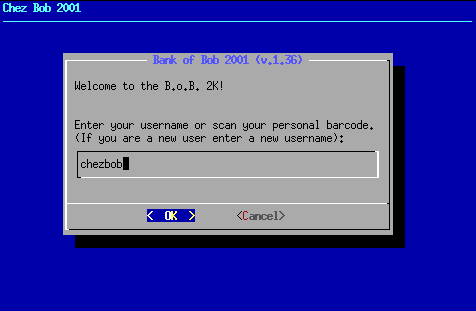 Chez Bob 2001
Bank of Bob 2001 (v.1.36)
Welcome to the B.o.B. 2K!
Enter your username or scan your personal barcode.
(If you are a new user enter a new username):
chezbob
< OK > <Cancel>